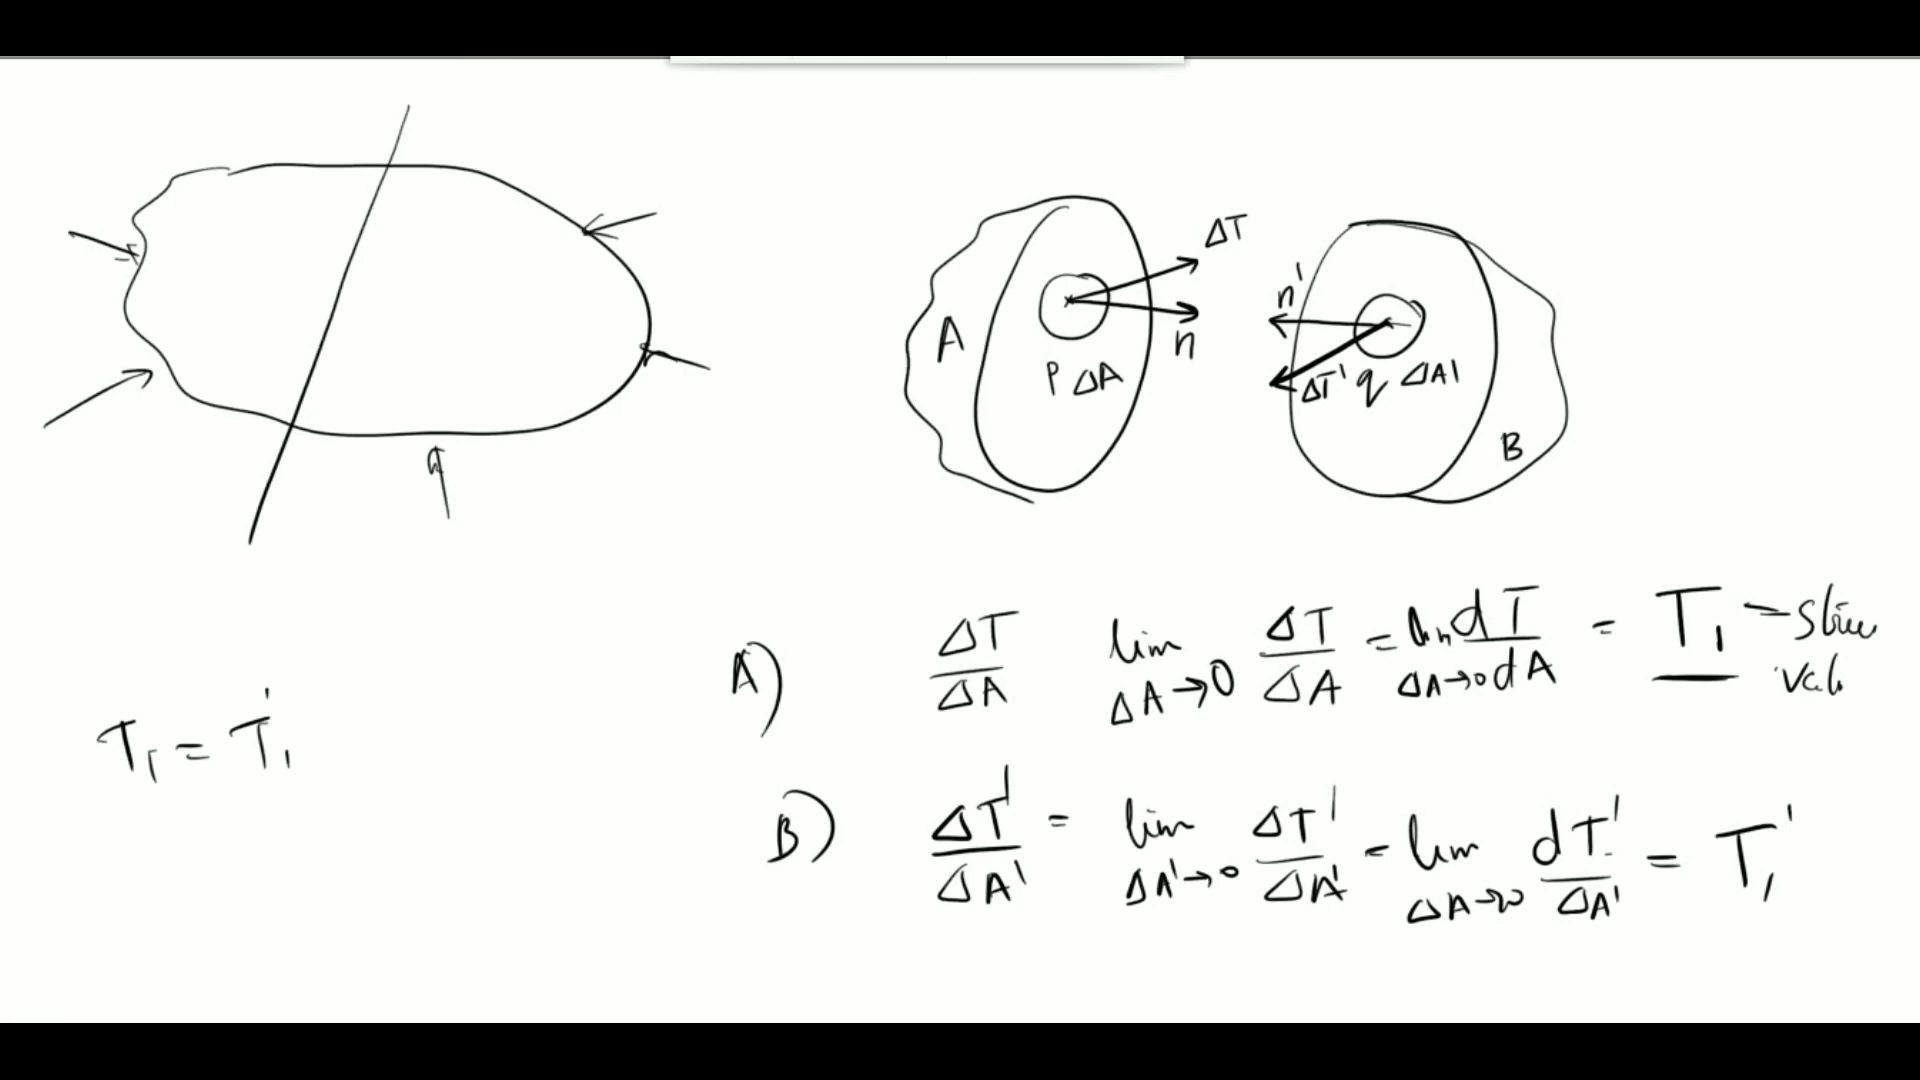 ΔT
n'
A
n
P ΔA
ΔT' q ΔA'
B
A) ΔT/ΔA lim ΔA→0 ΔT/ΔA = lim ΔA→0 dT/dA = T₁ –
B) ΔT'/ΔA' = lim ΔA'→0 ΔT'/ΔA' = lim ΔA→0 dT'/ΔA' = T₁'
T₁ = T₁'